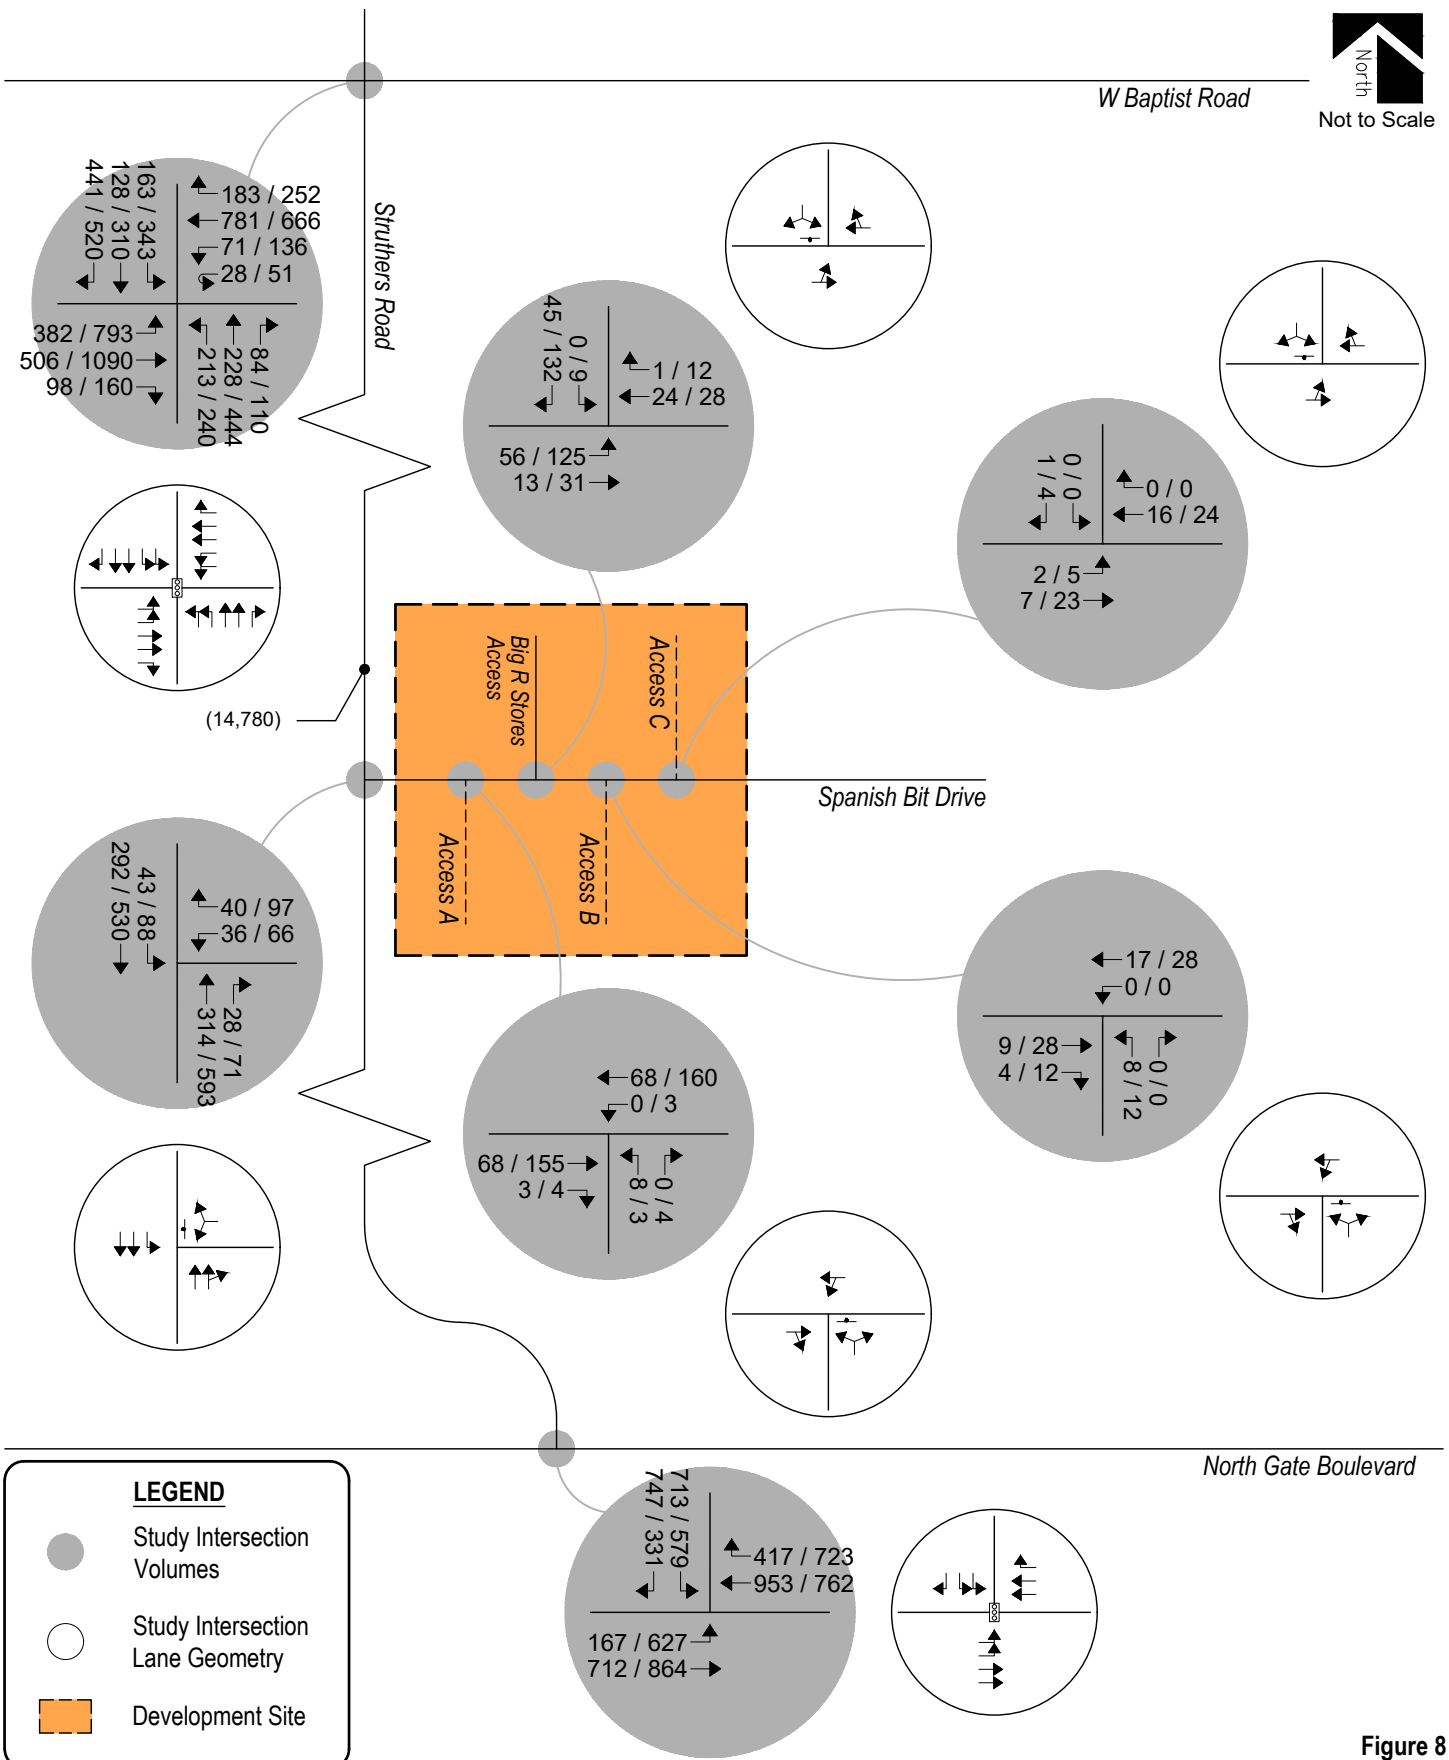 North
Not to Scale
W Baptist Road
Struthers Road
163 / 343
128 / 310
441 / 520
183 / 252
781 / 666
71 / 136
28 / 51
382 / 793
506 / 1090
98 / 160
84 / 110
228 / 444
213 / 240
0 / 9
45 / 132
1 / 12
24 / 28
56 / 125
13 / 31
0 / 0
1 / 4
0 / 0
16 / 24
2 / 5
7 / 23
(14,780)
Big R Stores
Access
Access C
Spanish Bit Drive
Access A
Access B
43 / 88
292 / 530
40 / 97
36 / 66
28 / 71
314 / 593
68 / 160
0 / 3
68 / 155
3 / 4
0 / 4
8 / 3
17 / 28
0 / 0
9 / 28
4 / 12
0 / 0
8 / 12
North Gate Boulevard
713 / 579
747 / 331
417 / 723
953 / 762
167 / 627
712 / 864
LEGEND
Study Intersection
Volumes
Study Intersection
Lane Geometry
Development Site
Figure 8